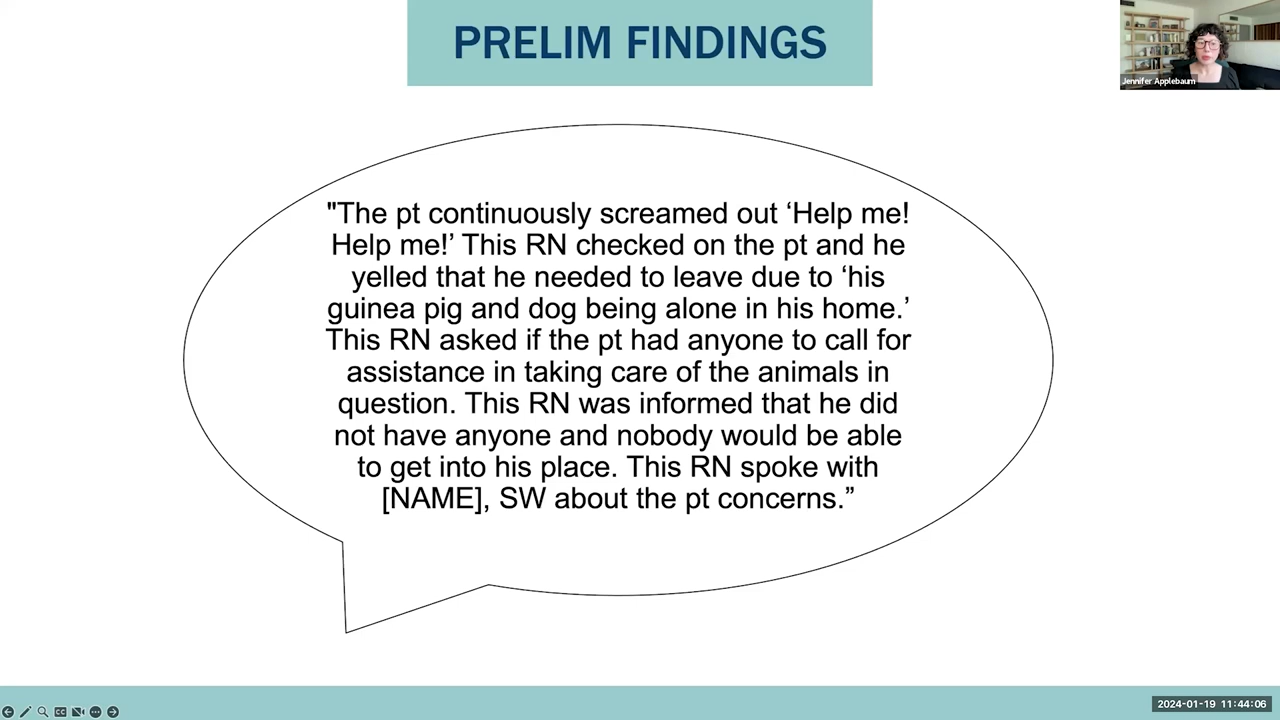 PRELIM FINDINGS
Jennifer Applebaum
"The pt continuously screamed out ‘Help me!
Help me!’ This RN checked on the pt and he
yelled that he needed to leave due to ‘his
guinea pig and dog being alone in his home.’
This RN asked if the pt had anyone to call for
assistance in taking care of the animals in
question. This RN was informed that he did
not have anyone and nobody would be able
to get into his place. This RN spoke with
[NAME], SW about the pt concerns.”
2024-01-19 11:44:06